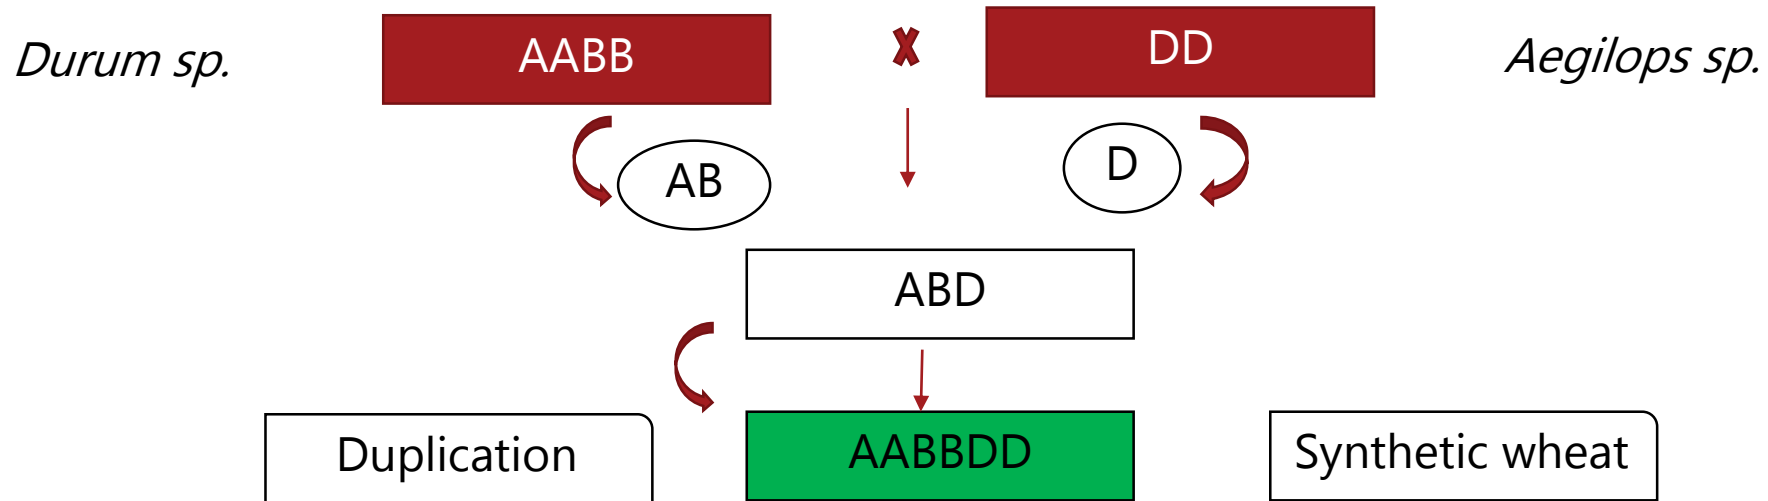 Durum sp.
AABB
X
DD
Aegilops sp.
AB
D
ABD
Duplication
AABBDD
Synthetic wheat